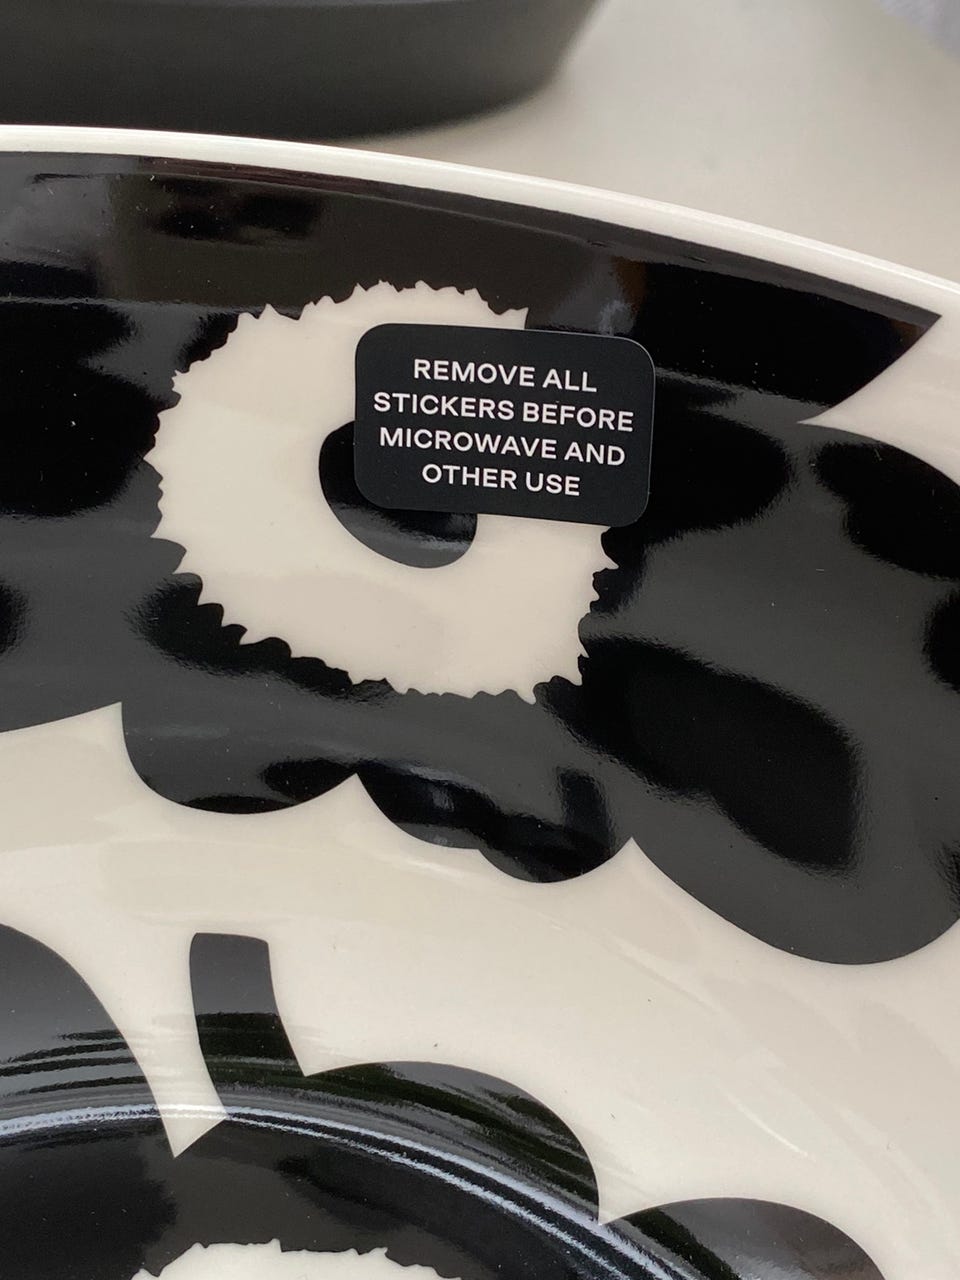 REMOVE ALL
STICKERS BEFORE
MICROWAVE AND
OTHER USE